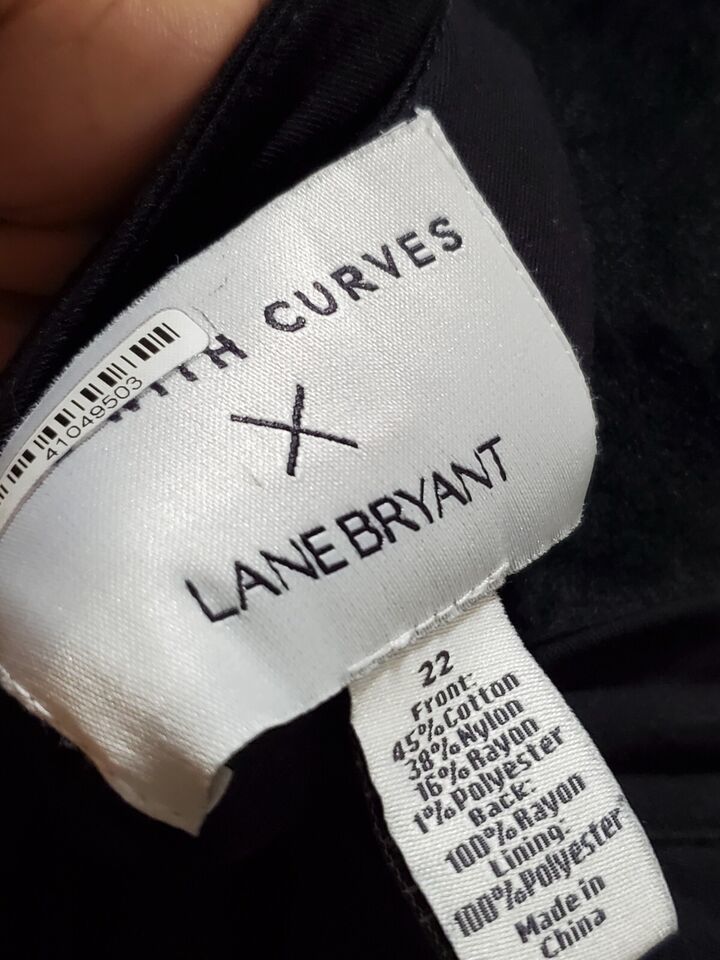 WITH CURVES
X
LANE BRYANT
41049503
22
Front:
45% Cotton
38% Nylon
16% Rayon
1% Polyester
Back:
100% Rayon
Lining:
100% Polyester
Made in
China